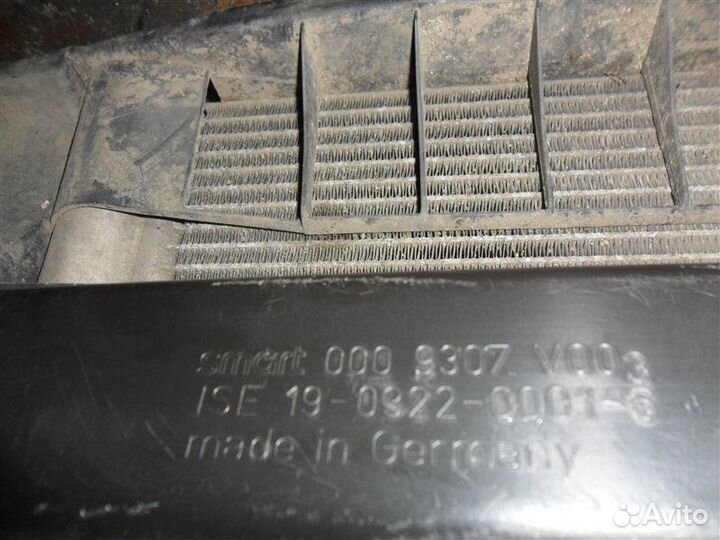 smart 000 9307 V003
ISE 19-0922-0001-6
made in Germany
Avito